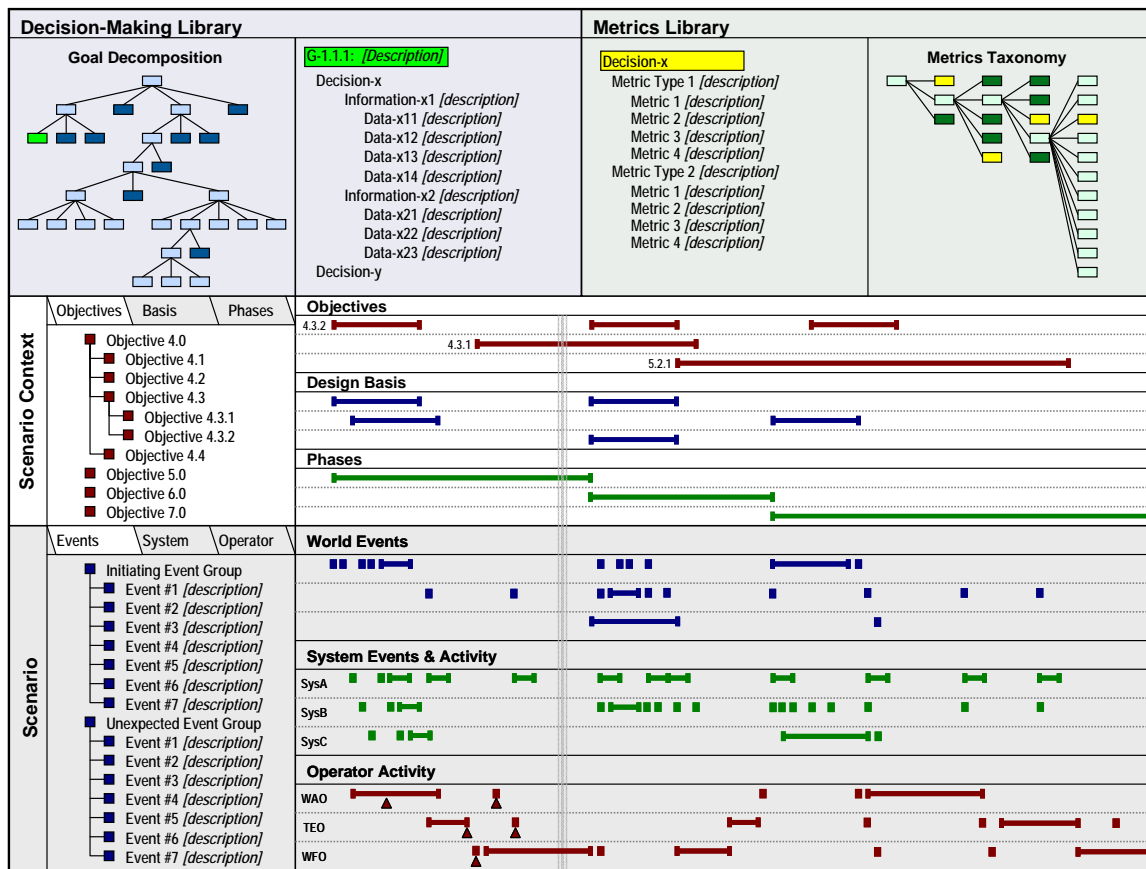 Decision-Making Library
Metrics Library
Goal Decomposition
G-1.1.1: [Description]
Decision-x
Information-x1 [description]
Data-x11 [description]
Data-x12 [description]
Data-x13 [description]
Data-x14 [description]
Information-x2 [description]
Data-x21 [description]
Data-x22 [description]
Data-x23 [description]
Decision-y
Decision-x
Metric Type 1 [description]
Metric 1 [description]
Metric 2 [description]
Metric 3 [description]
Metric 4 [description]
Metric Type 2 [description]
Metric 1 [description]
Metric 2 [description]
Metric 3 [description]
Metric 4 [description]
Metrics Taxonomy
Scenario Context
Objectives Basis Phases
Objective 4.0
Objective 4.1
Objective 4.2
Objective 4.3
Objective 4.3.1
Objective 4.3.2
Objective 4.4
Objective 5.0
Objective 6.0
Objective 7.0
Objectives
4.3.2
4.3.1
5.2.1
Design Basis
Phases
Scenario
Events System Operator
Initiating Event Group
Event #1 [description]
Event #2 [description]
Event #3 [description]
Event #4 [description]
Event #5 [description]
Event #6 [description]
Event #7 [description]
Unexpected Event Group
Event #1 [description]
Event #2 [description]
Event #3 [description]
Event #4 [description]
Event #5 [description]
Event #6 [description]
Event #7 [description]
World Events
System Events & Activity
SysA
SysB
SysC
Operator Activity
WAO
TEO
WFO